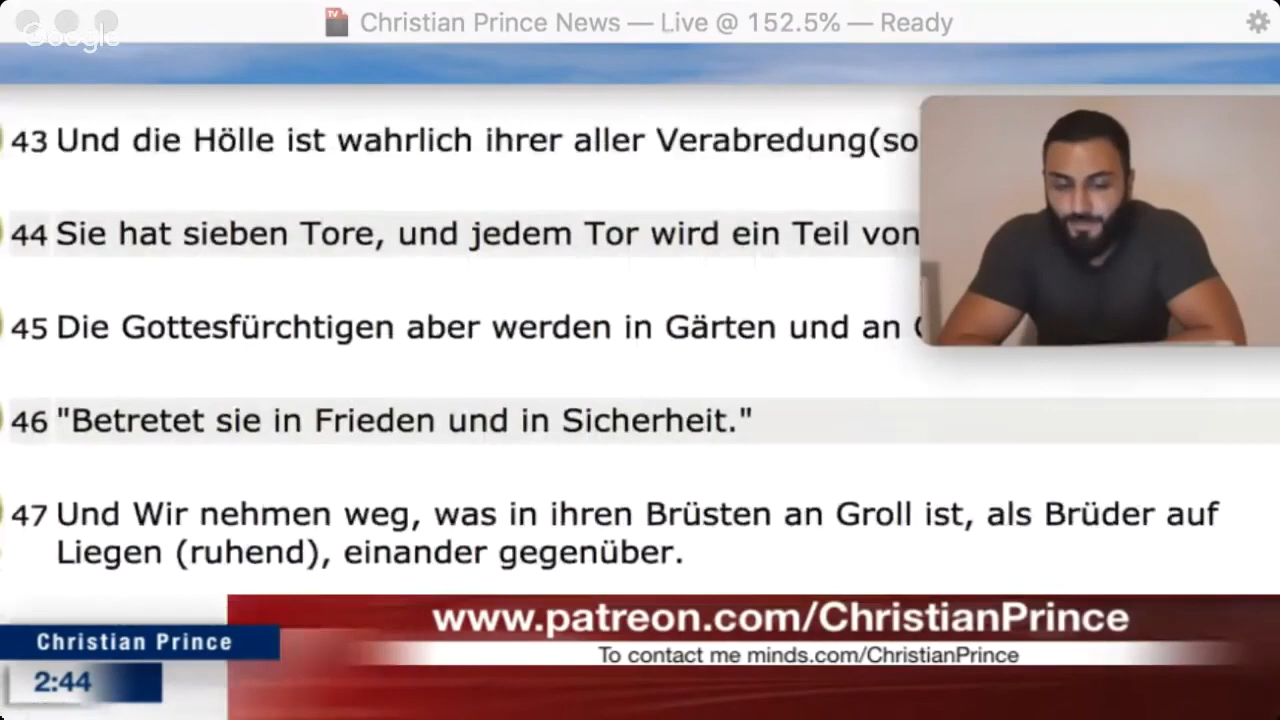 Christian Prince News — Live @ 152.5% — Ready
Google
43 Und die Hölle ist wahrlich ihrer aller Verabredung(so
44 Sie hat sieben Tore, und jedem Tor wird ein Teil von
45 Die Gottesfürchtigen aber werden in Gärten und an
46 "Betretet sie in Frieden und in Sicherheit."
47 Und Wir nehmen weg, was in ihren Brüsten an Groll ist, als Brüder auf
Liegen (ruhend), einander gegenüber.
www.patreon.com/ChristianPrince
Christian Prince
To contact me minds.com/ChristianPrince
2:44